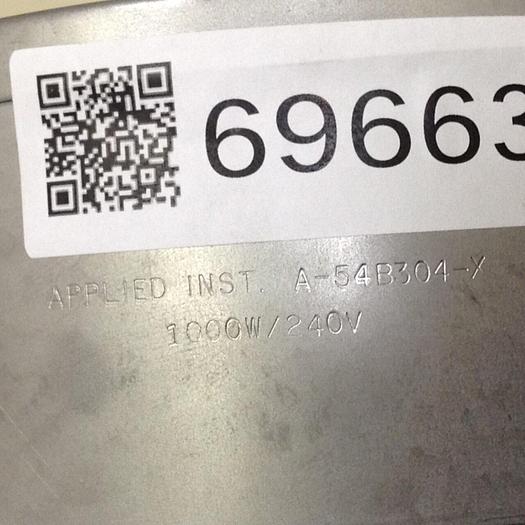 69663
APPLIED INST. A-54B304-X
1000W/240V